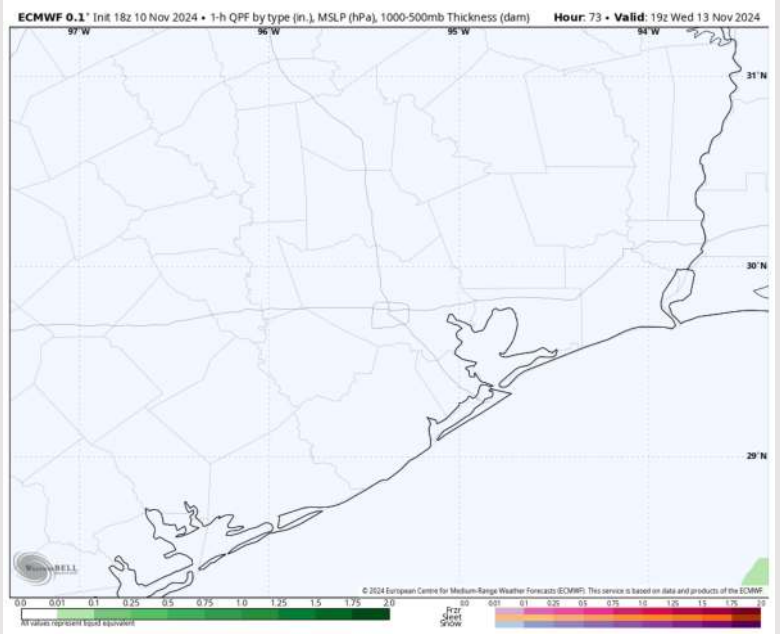 ECMWF 0.1° Init 18z 10 Nov 2024 • 1-h QPF by type (in.), MSLP (hPa), 1000-500mb Thickness (dam) Hour: 73 • Valid: 19z Wed 13 Nov 2024
97°W 96°W 95°W 94°W
31°N
30°N
29°N
WeatherBELL
© 2024 European Centre for Medium-Range Weather Forecasts (ECMWF). This service is based on data and products of the ECMWF
0.0 0.01 0.1 0.25 0.5 0.75 1.0 1.25 1.5 1.75 2.0
0.0 0.01 0.1 0.25 0.5 0.75 1.0 1.25 1.5 1.75 2.0
Frzr
Sleet
Snow
All values represent liquid equivalent